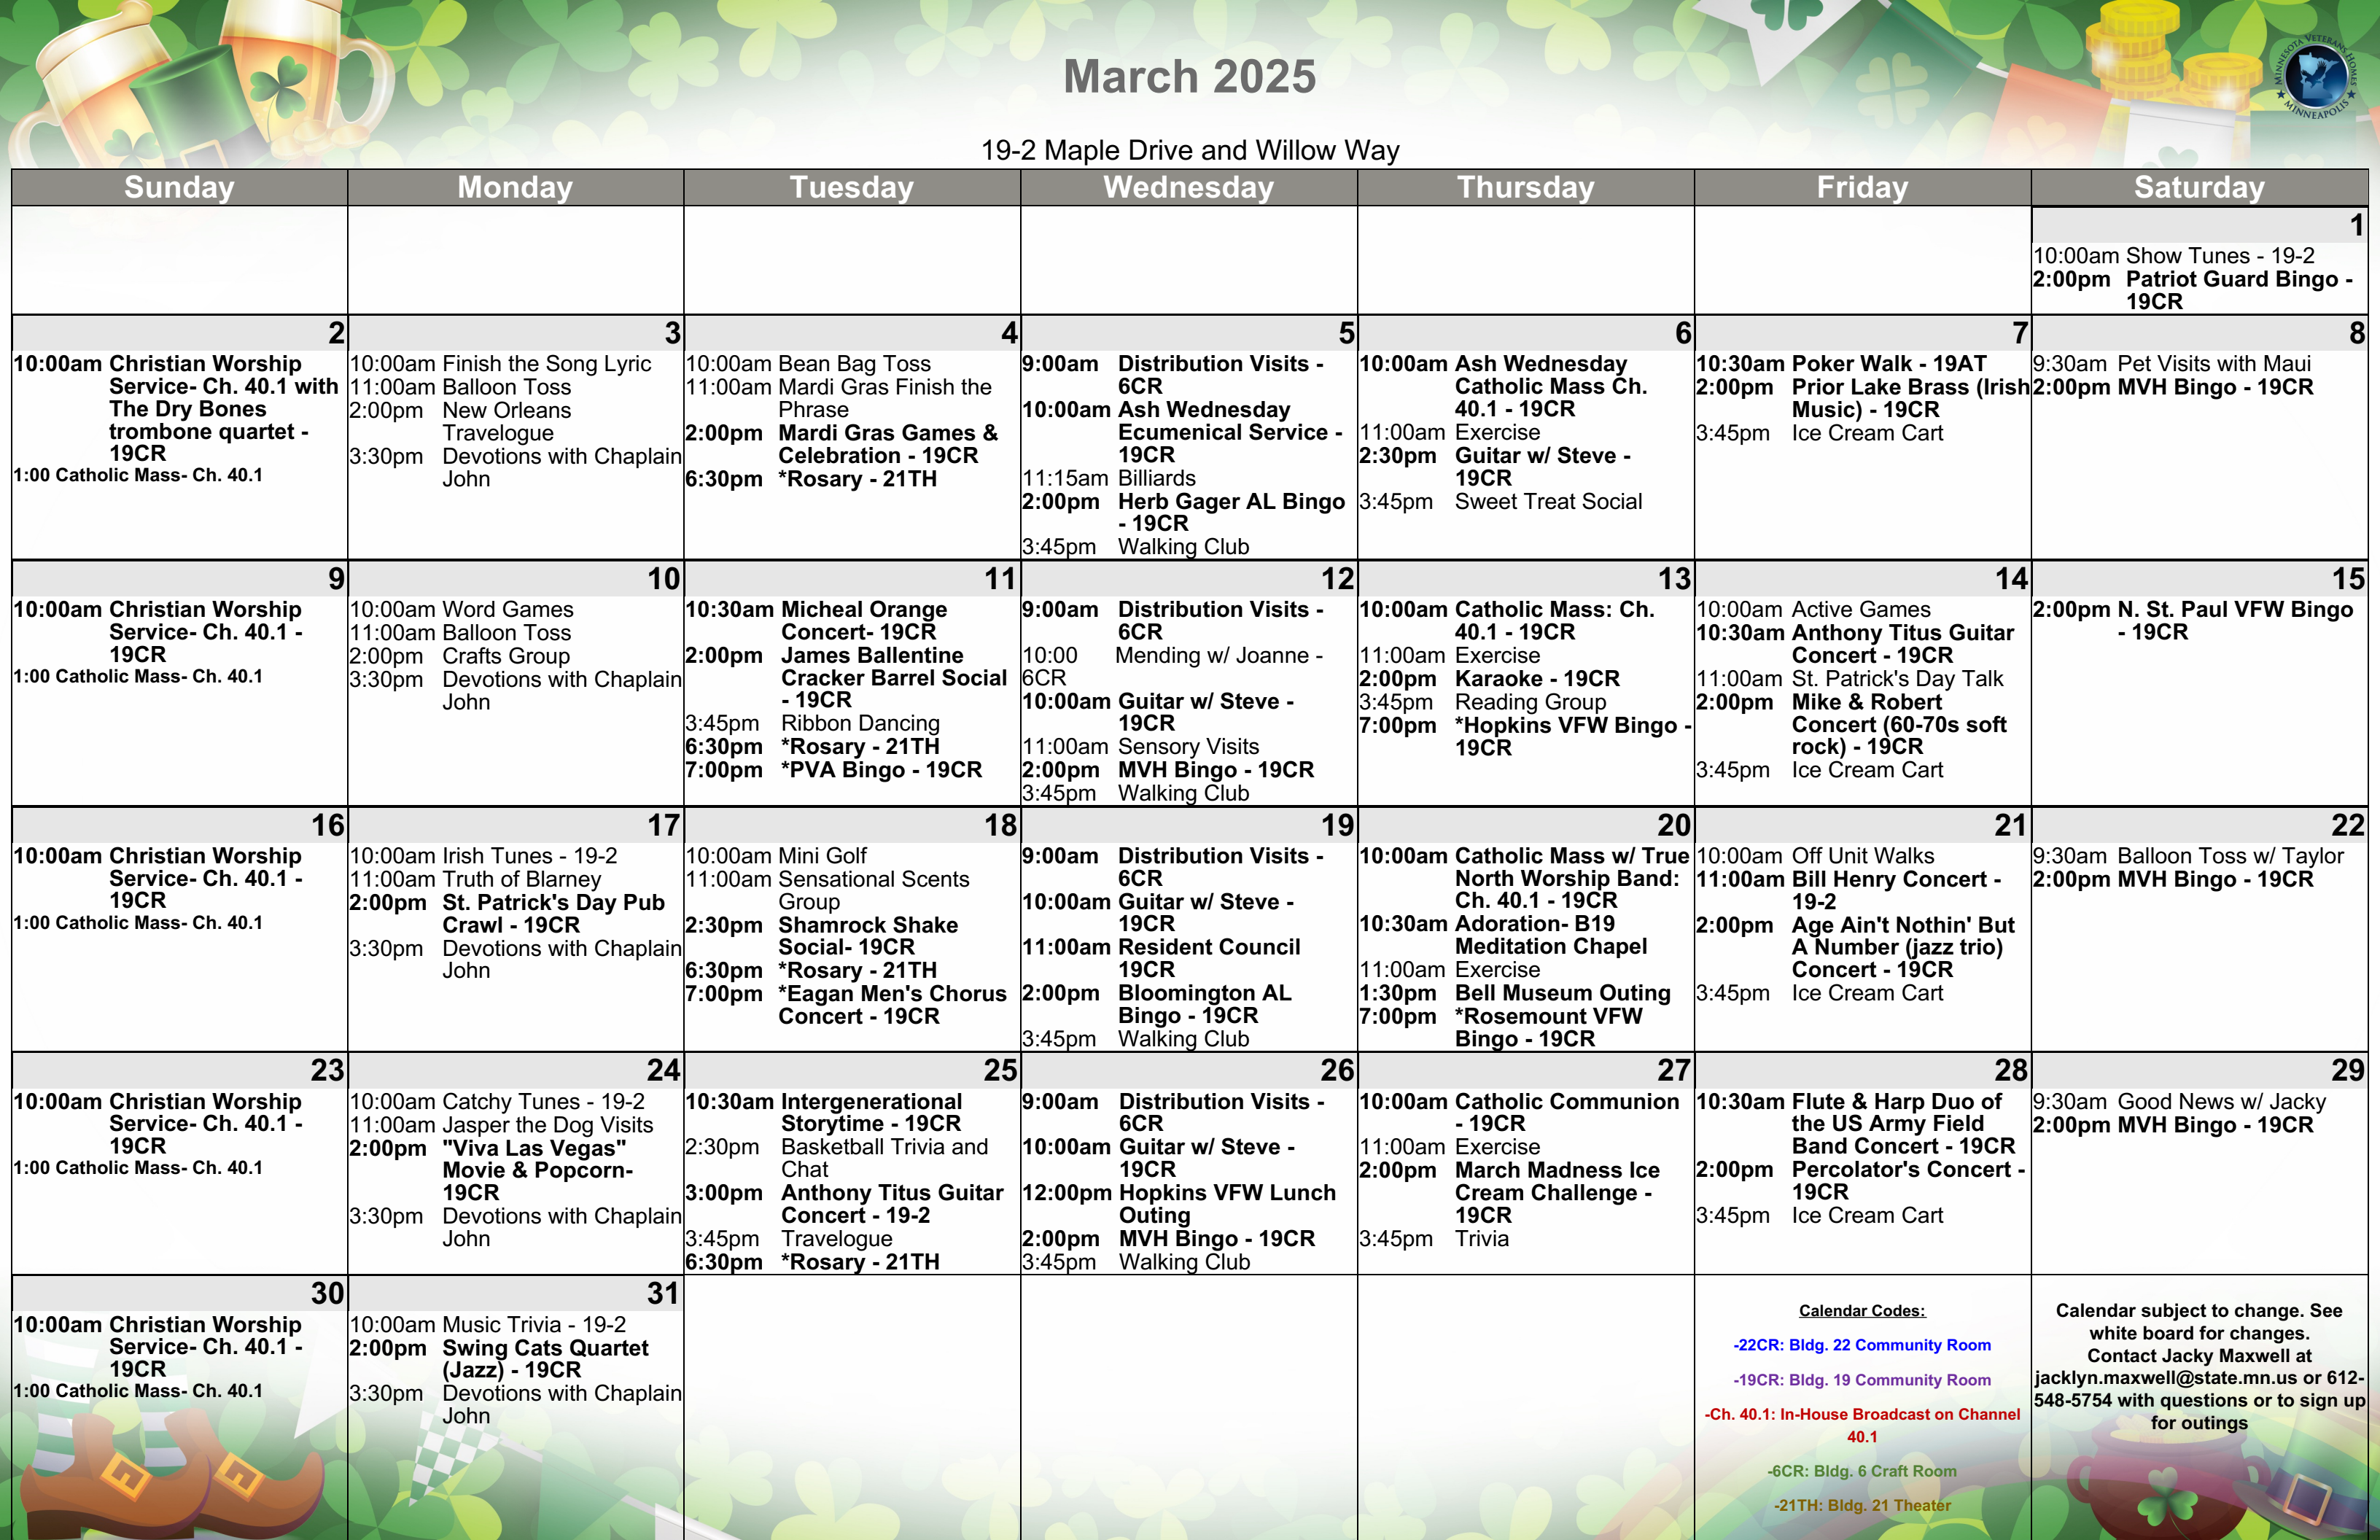 March 2025
MINNESOTA VETERANS HOMES
MINNEAPOLIS
19-2 Maple Drive and Willow Way
Sunday Monday Tuesday Wednesday Thursday Friday Saturday
1
10:00am Show Tunes - 19-2
2:00pm Patriot Guard Bingo -
19CR
2
10:00am Christian Worship
Service- Ch. 40.1 with
The Dry Bones
trombone quartet -
19CR
1:00 Catholic Mass- Ch. 40.1
3
10:00am Finish the Song Lyric
11:00am Balloon Toss
2:00pm New Orleans
Travelogue
3:30pm Devotions with Chaplain
John
4
10:00am Bean Bag Toss
11:00am Mardi Gras Finish the
Phrase
2:00pm Mardi Gras Games &
Celebration - 19CR
6:30pm *Rosary - 21TH
5
9:00am Distribution Visits -
6CR
10:00am Ash Wednesday
Ecumenical Service -
19CR
11:15am Billiards
2:00pm Herb Gager AL Bingo
- 19CR
3:45pm Walking Club
6
10:00am Ash Wednesday
Catholic Mass Ch.
40.1 - 19CR
11:00am Exercise
2:30pm Guitar w/ Steve -
19CR
3:45pm Sweet Treat Social
7
10:30am Poker Walk - 19AT
2:00pm Prior Lake Brass (Irish
Music) - 19CR
3:45pm Ice Cream Cart
8
9:30am Pet Visits with Maui
2:00pm MVH Bingo - 19CR
9
10:00am Christian Worship
Service- Ch. 40.1 -
19CR
1:00 Catholic Mass- Ch. 40.1
10
10:00am Word Games
11:00am Balloon Toss
2:00pm Crafts Group
3:30pm Devotions with Chaplain
John
11
10:30am Micheal Orange
Concert- 19CR
2:00pm James Ballentine
Cracker Barrel Social
- 19CR
3:45pm Ribbon Dancing
6:30pm *Rosary - 21TH
7:00pm *PVA Bingo - 19CR
12
9:00am Distribution Visits -
6CR
10:00 Mending w/ Joanne -
6CR
10:00am Guitar w/ Steve -
19CR
11:00am Sensory Visits
2:00pm MVH Bingo - 19CR
3:45pm Walking Club
13
10:00am Catholic Mass: Ch.
40.1 - 19CR
11:00am Exercise
2:00pm Karaoke - 19CR
3:45pm Reading Group
7:00pm *Hopkins VFW Bingo -
19CR
14
10:00am Active Games
10:30am Anthony Titus Guitar
Concert - 19CR
11:00am St. Patrick's Day Talk
2:00pm Mike & Robert
Concert (60-70s soft
rock) - 19CR
3:45pm Ice Cream Cart
15
2:00pm N. St. Paul VFW Bingo
- 19CR
16
10:00am Christian Worship
Service- Ch. 40.1 -
19CR
1:00 Catholic Mass- Ch. 40.1
17
10:00am Irish Tunes - 19-2
11:00am Truth of Blarney
2:00pm St. Patrick's Day Pub
Crawl - 19CR
3:30pm Devotions with Chaplain
John
18
10:00am Mini Golf
11:00am Sensational Scents
Group
2:30pm Shamrock Shake
Social- 19CR
6:30pm *Rosary - 21TH
7:00pm *Eagan Men's Chorus
Concert - 19CR
19
9:00am Distribution Visits -
6CR
10:00am Guitar w/ Steve -
19CR
11:00am Resident Council
19CR
2:00pm Bloomington AL
Bingo - 19CR
3:45pm Walking Club
20
10:00am Catholic Mass w/ True
North Worship Band:
Ch. 40.1 - 19CR
10:30am Adoration- B19
Meditation Chapel
11:00am Exercise
1:30pm Bell Museum Outing
7:00pm *Rosemount VFW
Bingo - 19CR
21
10:00am Off Unit Walks
11:00am Bill Henry Concert -
19-2
2:00pm Age Ain't Nothin' But
A Number (jazz trio)
Concert - 19CR
3:45pm Ice Cream Cart
22
9:30am Balloon Toss w/ Taylor
2:00pm MVH Bingo - 19CR
23
10:00am Christian Worship
Service- Ch. 40.1 -
19CR
1:00 Catholic Mass- Ch. 40.1
24
10:00am Catchy Tunes - 19-2
11:00am Jasper the Dog Visits
2:00pm "Viva Las Vegas"
Movie & Popcorn-
19CR
3:30pm Devotions with Chaplain
John
25
10:30am Intergenerational
Storytime - 19CR
2:30pm Basketball Trivia and
Chat
3:00pm Anthony Titus Guitar
Concert - 19-2
3:45pm Travelogue
6:30pm *Rosary - 21TH
26
9:00am Distribution Visits -
6CR
10:00am Guitar w/ Steve -
19CR
12:00pm Hopkins VFW Lunch
Outing
2:00pm MVH Bingo - 19CR
3:45pm Walking Club
27
10:00am Catholic Communion
- 19CR
11:00am Exercise
2:00pm March Madness Ice
Cream Challenge -
19CR
3:45pm Trivia
28
10:30am Flute & Harp Duo of
the US Army Field
Band Concert - 19CR
2:00pm Percolator's Concert -
19CR
3:45pm Ice Cream Cart
29
9:30am Good News w/ Jacky
2:00pm MVH Bingo - 19CR
30
10:00am Christian Worship
Service- Ch. 40.1 -
19CR
1:00 Catholic Mass- Ch. 40.1
31
10:00am Music Trivia - 19-2
2:00pm Swing Cats Quartet
(Jazz) - 19CR
3:30pm Devotions with Chaplain
John
Calendar Codes:
-22CR: Bldg. 22 Community Room
-19CR: Bldg. 19 Community Room
-Ch. 40.1: In-House Broadcast on Channel
40.1
-6CR: Bldg. 6 Craft Room
-21TH: Bldg. 21 Theater
Calendar subject to change. See
white board for changes.
Contact Jacky Maxwell at
jacklyn.maxwell@state.mn.us or 612-
548-5754 with questions or to sign up
for outings